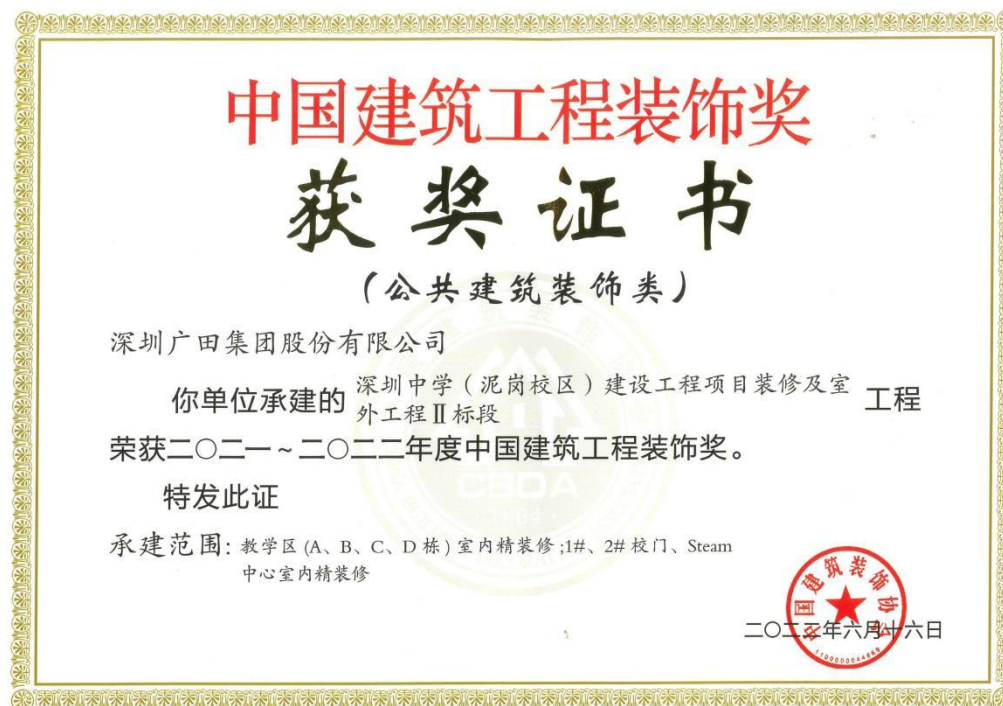 中国建筑工程装饰奖
获奖证书
(公共建筑装饰类)
深圳广田集团股份有限公司
你单位承建的 深圳中学（泥岗校区）建设工程项目装修及室外工程Ⅱ标段 工程
荣获二〇二一~二〇二二年度中国建筑工程装饰奖。
特发此证
承建范围: 教学区(A、B、C、D栋)室内精装修;1#、2#校门、Steam
中心室内精装修
中国建筑装饰协会
二〇二三年六月十六日
CBDA